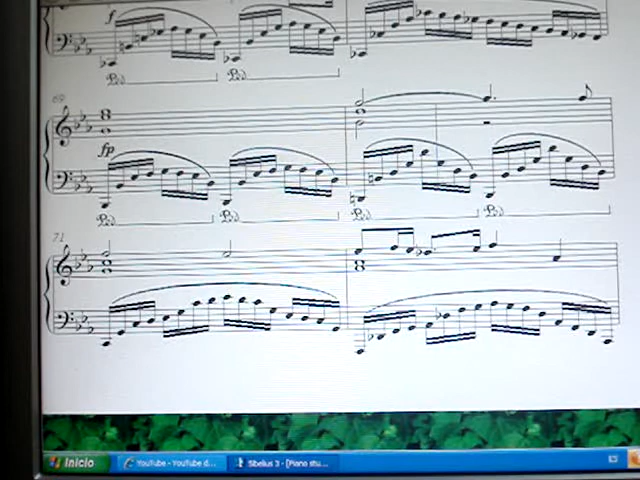 f
69
fp
71
Inicio
YouTube - YouTube d...
Sibelius 3 - [Piano stu...